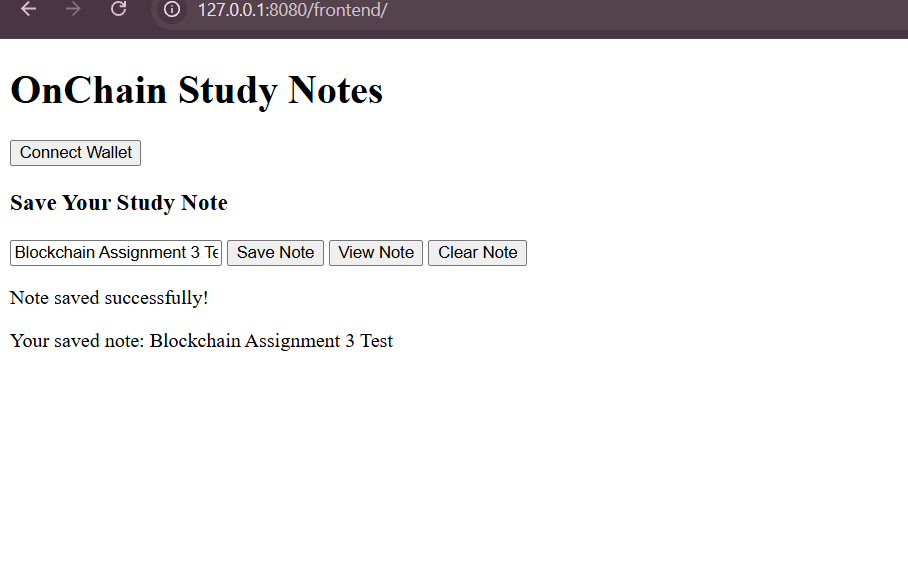 127.0.0.1:8080/frontend/
OnChain Study Notes
Connect Wallet
Save Your Study Note
Blockchain Assignment 3 Te Save Note View Note Clear Note
Note saved successfully!
Your saved note: Blockchain Assignment 3 Test